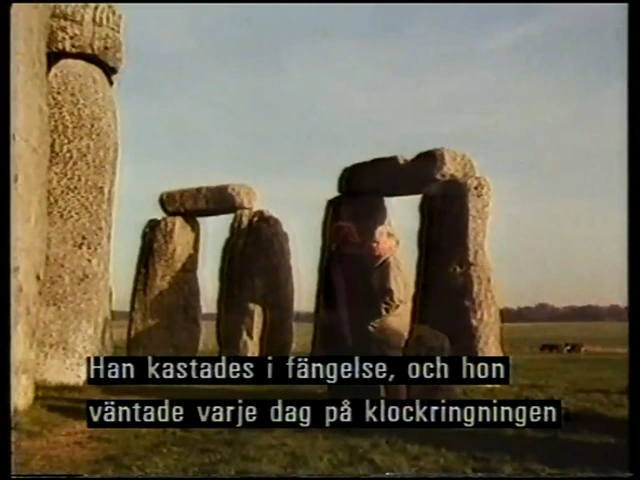 Han kastades i fängelse, och hon
väntade varje dag på klockringningen